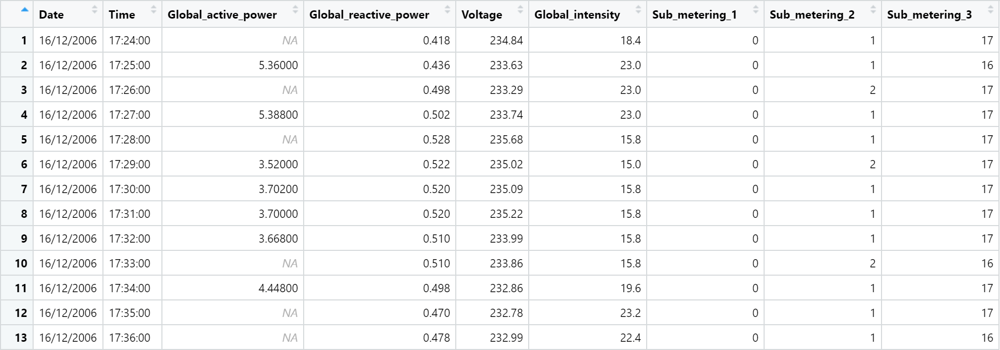 Date Time Global_active_power Global_reactive_power Voltage Global_intensity Sub_metering_1 Sub_metering_2 Sub_metering_3
1 16/12/2006 17:24:00 NA 0.418 234.84 18.4 0 1 17
2 16/12/2006 17:25:00 5.36000 0.436 233.63 23.0 0 1 16
3 16/12/2006 17:26:00 NA 0.498 233.29 23.0 0 2 17
4 16/12/2006 17:27:00 5.38800 0.502 233.74 23.0 0 1 17
5 16/12/2006 17:28:00 NA 0.528 235.68 15.8 0 1 17
6 16/12/2006 17:29:00 3.52000 0.522 235.02 15.0 0 2 17
7 16/12/2006 17:30:00 3.70200 0.520 235.09 15.8 0 1 17
8 16/12/2006 17:31:00 3.70000 0.520 235.22 15.8 0 1 17
9 16/12/2006 17:32:00 3.66800 0.510 233.99 15.8 0 1 17
10 16/12/2006 17:33:00 NA 0.510 233.86 15.8 0 2 16
11 16/12/2006 17:34:00 4.44800 0.498 232.86 19.6 0 1 17
12 16/12/2006 17:35:00 NA 0.470 232.78 23.2 0 1 17
13 16/12/2006 17:36:00 NA 0.478 232.99 22.4 0 1 16